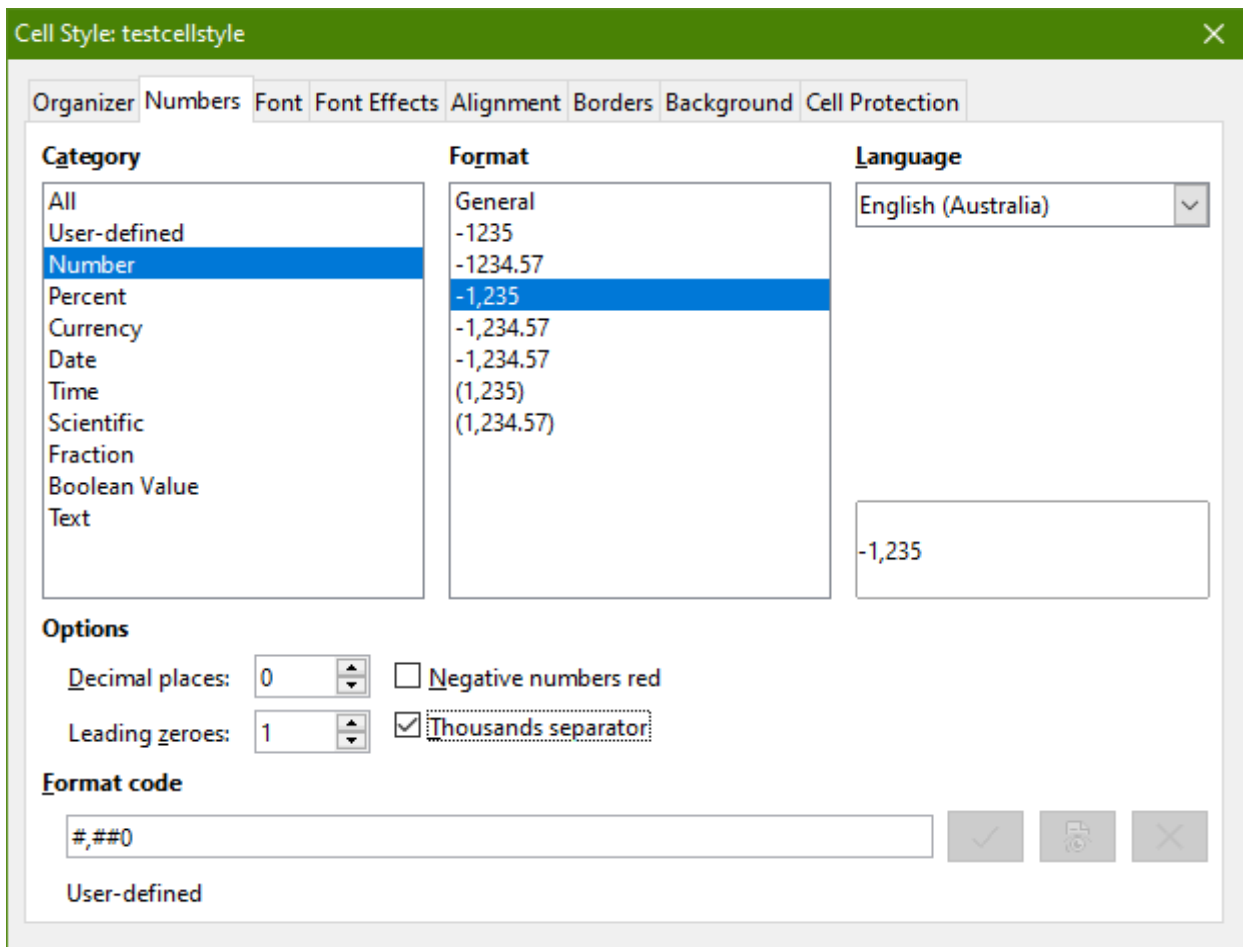 Cell Style: testcellstyle
Organizer Numbers Font Font Effects Alignment Borders Background Cell Protection
Category
All
User-defined
Number
Percent
Currency
Date
Time
Scientific
Fraction
Boolean Value
Text
Format
General
-1235
-1234.57
-1,235
-1,234.57
-1,234.57
(1,235)
(1,234.57)
Language
English (Australia)
-1,235
Options
Decimal places: 0 Negative numbers red
Leading zeroes: 1 Thousands separator
Format code
#,##0
User-defined